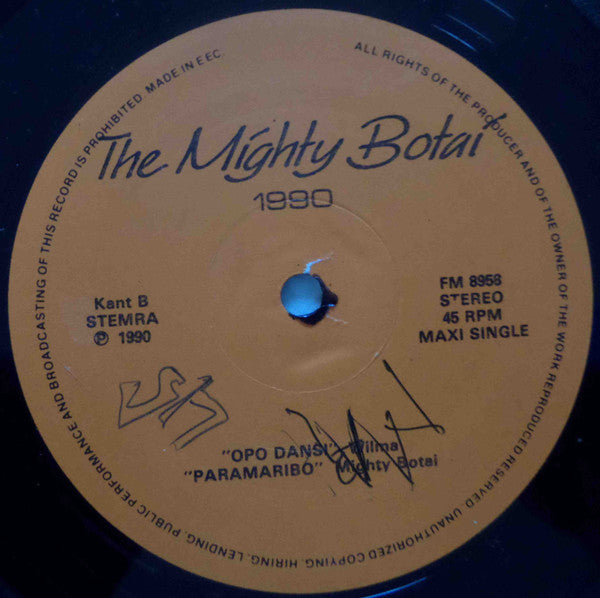 ALL RIGHTS OF THE PRODUCER AND OF THE OWNER OF THE WORK REPRODUCED RESERVED. UNAUTHORIZED COPYING. HIRING. LENDING. PUBLIC PERFORMANCE AND BROADCASTING OF THIS RECORD IS PROHIBITED. MADE IN EEC.
The Mighty Botai
1990
Kant B
STEMRA
℗ 1990
FM 8956
STEREO
45 RPM
MAXI SINGLE
"OPO DANSI" Wilma
"PARAMARIBO" Mighty Botai